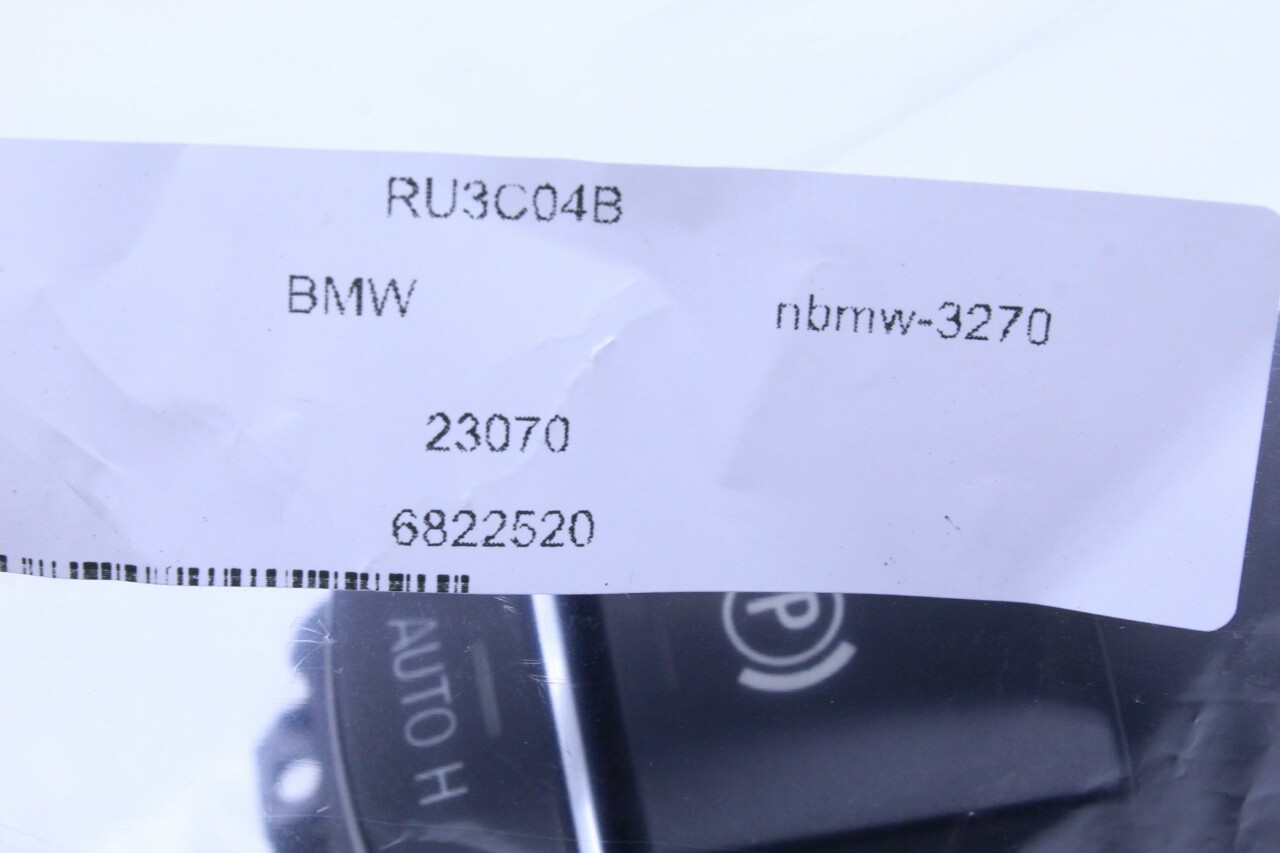 RU3C04B
BMW
nbmw-3270
23070
6822520
AUTO H
P